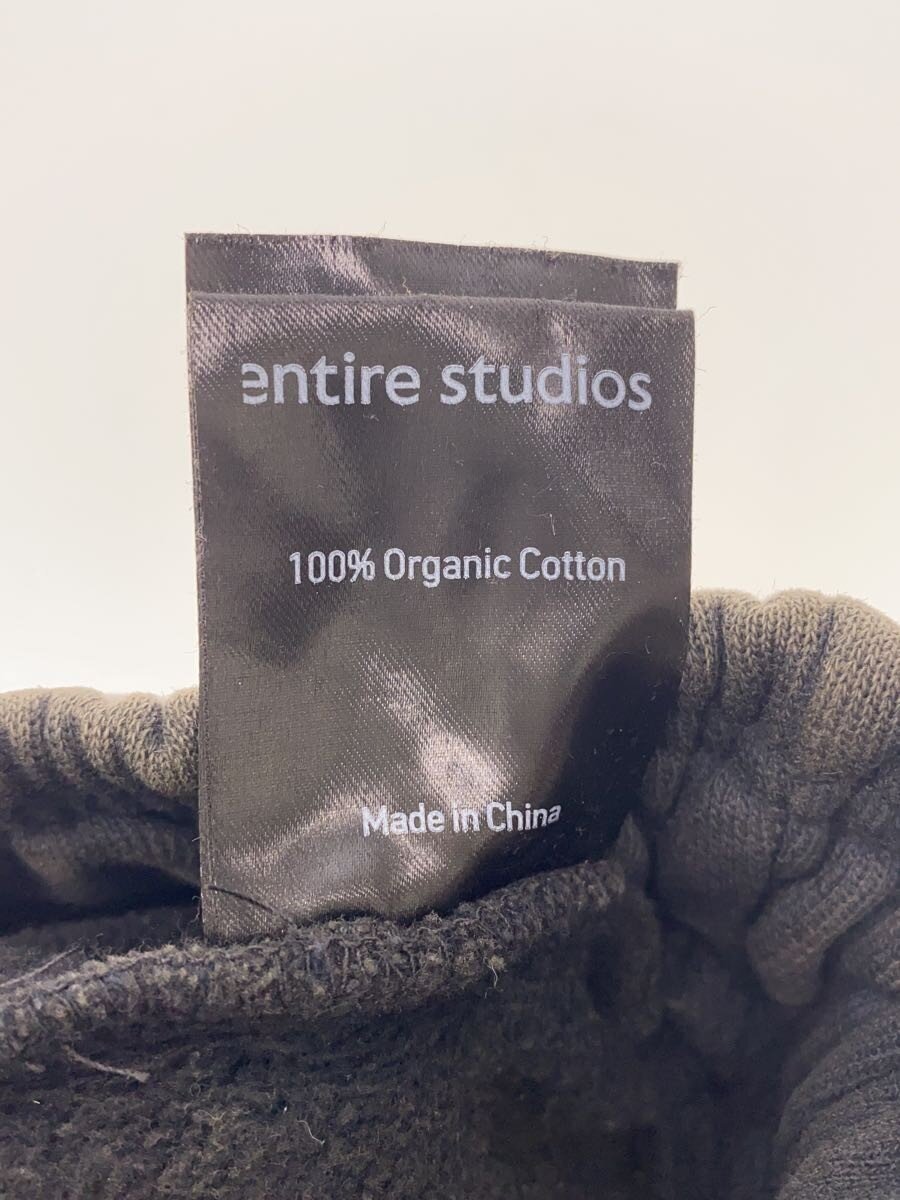 entire studios
100% Organic Cotton
Made in China